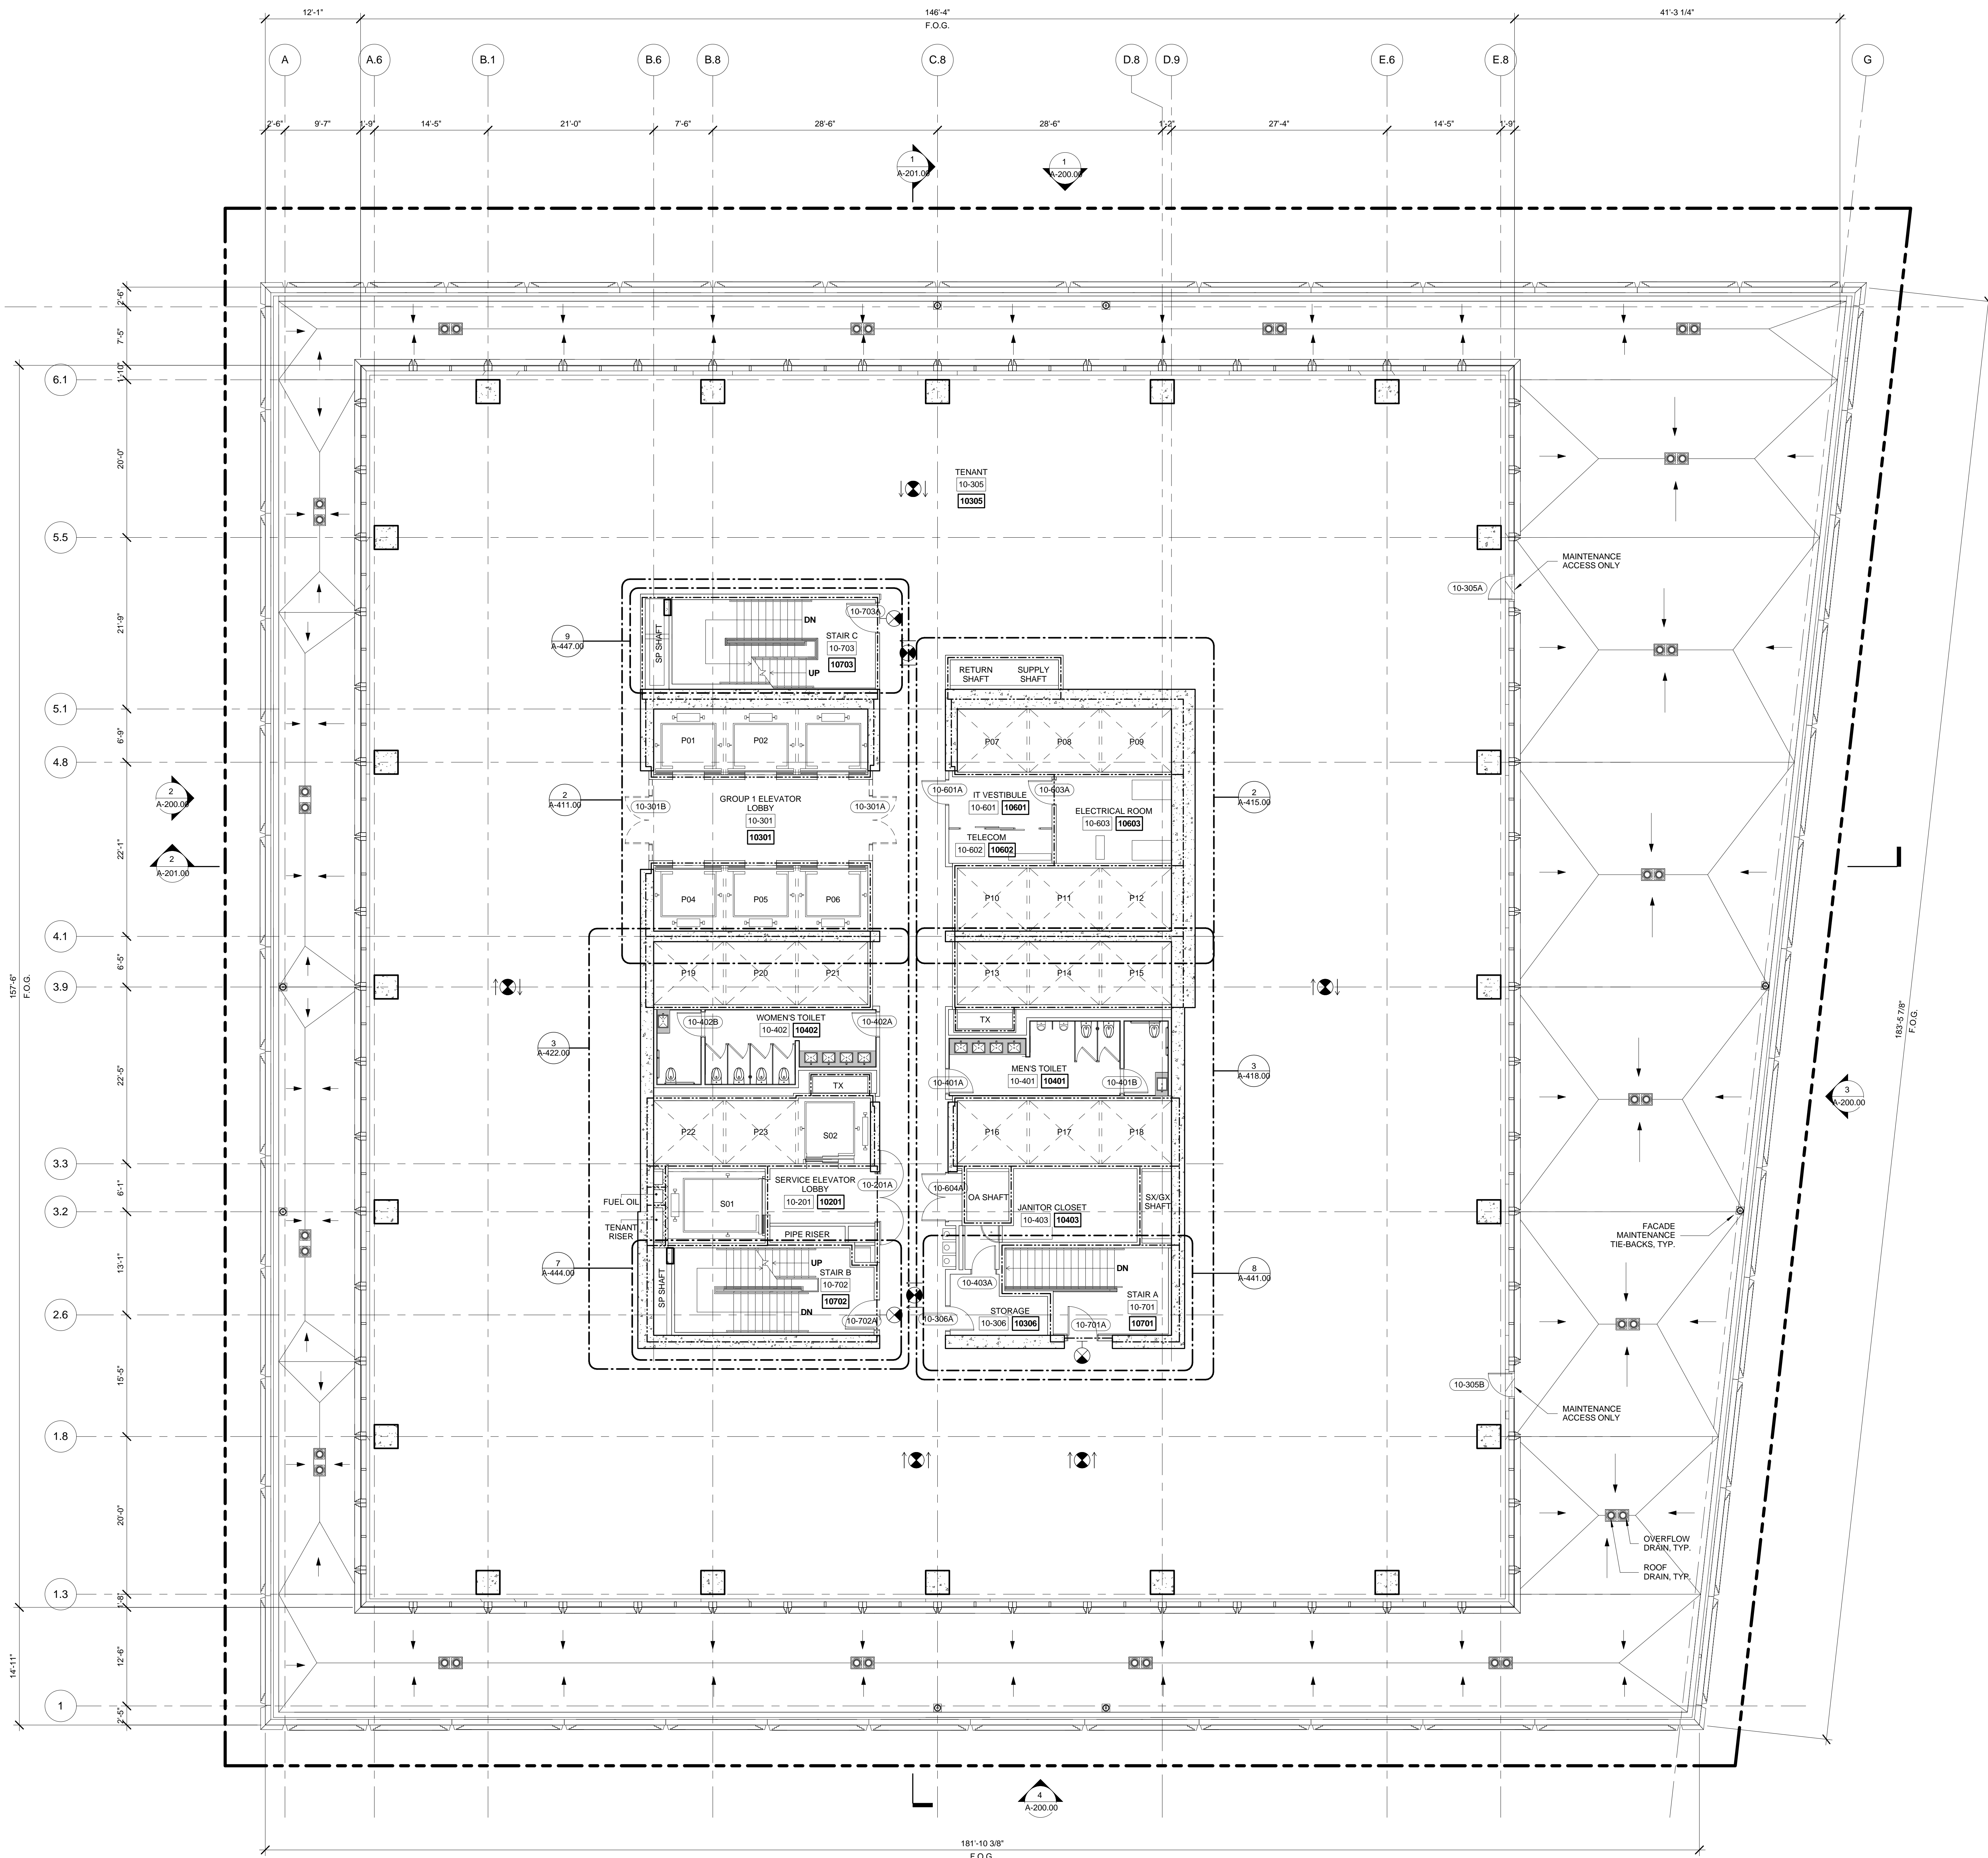 12'-1"
146'-4"
F.O.G.
41'-3 1/4"
A
A.6
B.1
B.6
B.8
C.8
D.8
D.9
E.6
E.8
G
2'-6"
9'-7"
1'-9"
14'-5"
21'-0"
7'-6"
28'-6"
28'-6"
1'-2"
27'-4"
14'-5"
1'-9"
1
A-201.00
1
A-200.00
2'-6"
7'-5"
1'-10"
6.1
20'-0"
5.5
21'-9"
5.1
6'-9"
4.8
22'-1"
4.1
6'-5"
3.9
22'-5"
3.3
6'-1"
3.2
13'-1"
2.6
15'-5"
1.8
20'-0"
1.3
1'-8"
12'-6"
1
2'-5"
157'-6"
F.O.G.
14'-11"
2
A-200.00
2
A-201.00
TENANT
10-305
10305
MAINTENANCE
ACCESS ONLY
10-305A
9
A-447.00
SP SHAFT
DN
UP
STAIR C
10-703
10703
10-703A
RETURN
SHAFT
SUPPLY
SHAFT
P01
P02
P07
P08
P09
2
A-411.00
10-301B
GROUP 1 ELEVATOR
LOBBY
10-301
10301
10-301A
10-601A
IT VESTIBULE
10-601
10601
10-603A
ELECTRICAL ROOM
10-603
10603
TELECOM
10-602
10602
2
A-415.00
P04
P05
P06
P10
P11
P12
P19
P20
P21
P13
P14
P15
3
A-422.00
10-402B
WOMEN'S TOILET
10-402
10402
10-402A
TX
TX
MEN'S TOILET
10-401
10401
10-401A
10-401B
3
A-418.00
P22
P23
S02
P16
P17
P18
FUEL OIL
TENANT
RISER
S01
SERVICE ELEVATOR
LOBBY
10-201
10201
10-201A
PIPE RISER
10-604A
OA SHAFT
JANITOR CLOSET
10-403
10403
SX/GX
SHAFT
7
A-444.00
SP SHAFT
UP
DN
STAIR B
10-702
10702
10-702A
10-403A
DN
STAIR A
10-701
10701
10-701A
STORAGE
10-306
10306
10-306A
8
A-441.00
FACADE
MAINTENANCE
TIE-BACKS, TYP.
10-305B
MAINTENANCE
ACCESS ONLY
OVERFLOW
DRAIN, TYP.
ROOF
DRAIN, TYP.
183'-5 7/8"
F.O.G.
3
A-200.00
4
A-200.00
181'-10 3/8"
F.O.G.